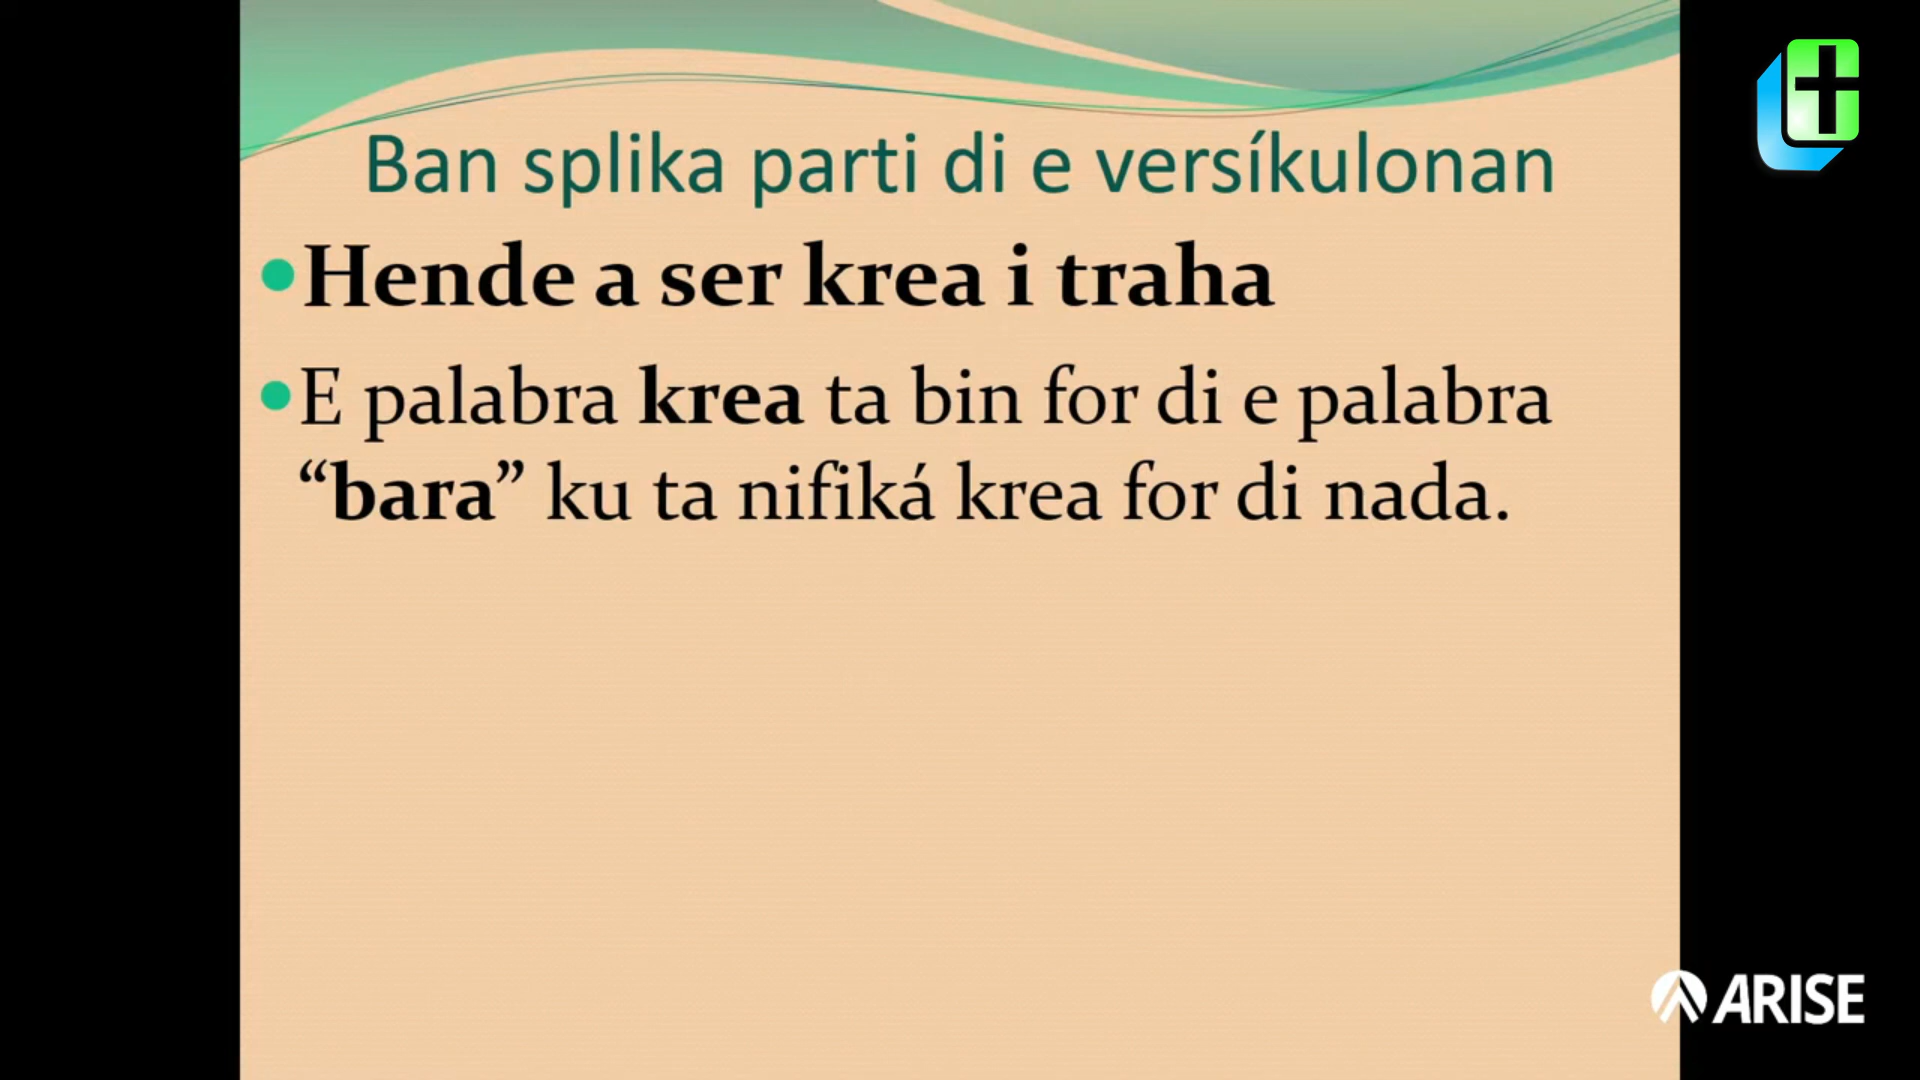 Ban splika parti di e versíkulonan
•Hende a ser krea i traha
•E palabra krea ta bin for di e palabra
“bara” ku ta nifiká krea for di nada.
ARISE